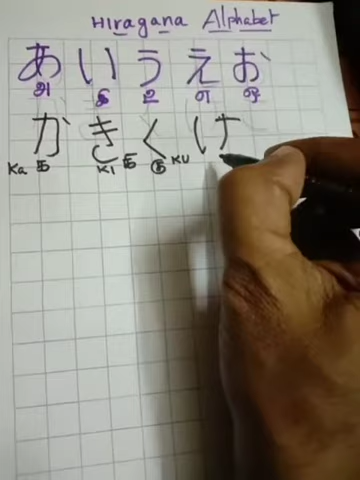 Hiragana Alphabet
あ い う え お
அ இ உ எ ஒ
か き く け
Ka க KI கி கு KU